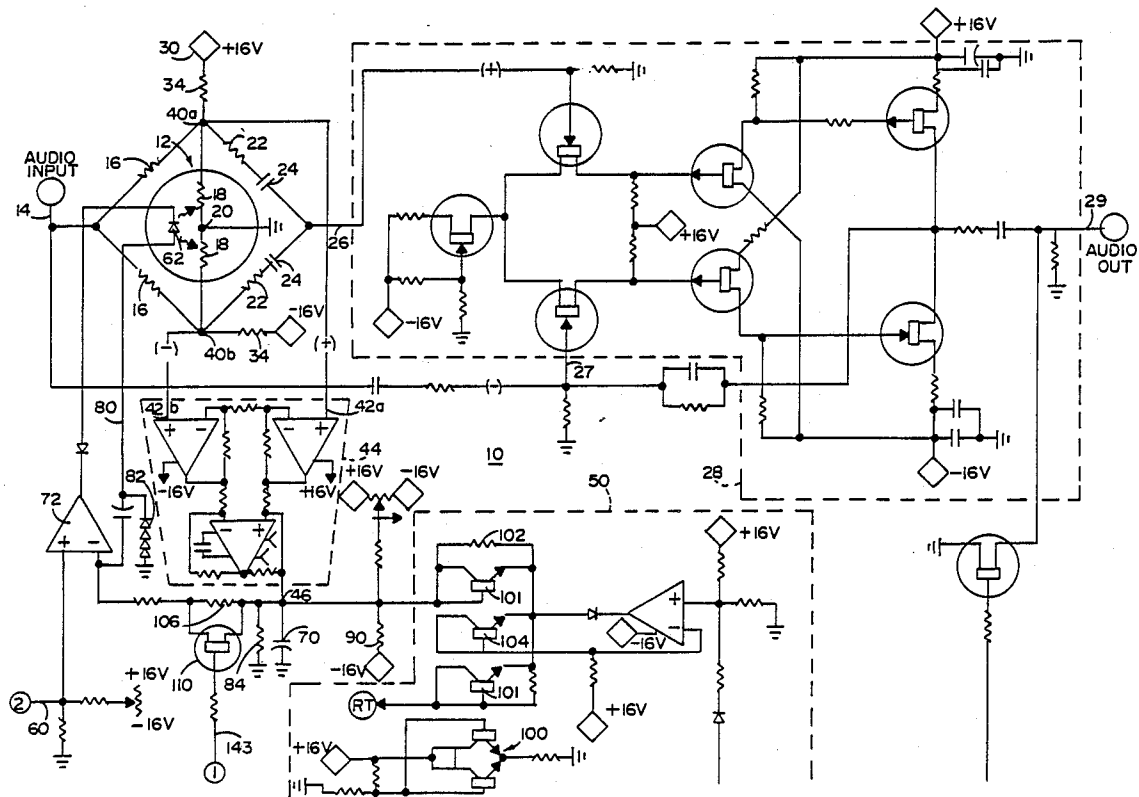 30
+16V
+16V
34
(+)
40a
12
22
AUDIO
INPUT
16
24
18
14
20
26
+16V
29
62
18
AUDIO
OUT
24
16
22
-16V
-16V
(-)
40b
34
(+)
27
(-)
80
42b
42a
+
-
-
+
44
10
-16V
+16V
+16V
-16V
28
50
-16V
82
72
-
+
102
+16V
+
-
101
+
-
46
104
-16V
106
70
90
84
-16V
101
110
RT
+16V
2
60
+16V
-16V
143
+16V
100
1